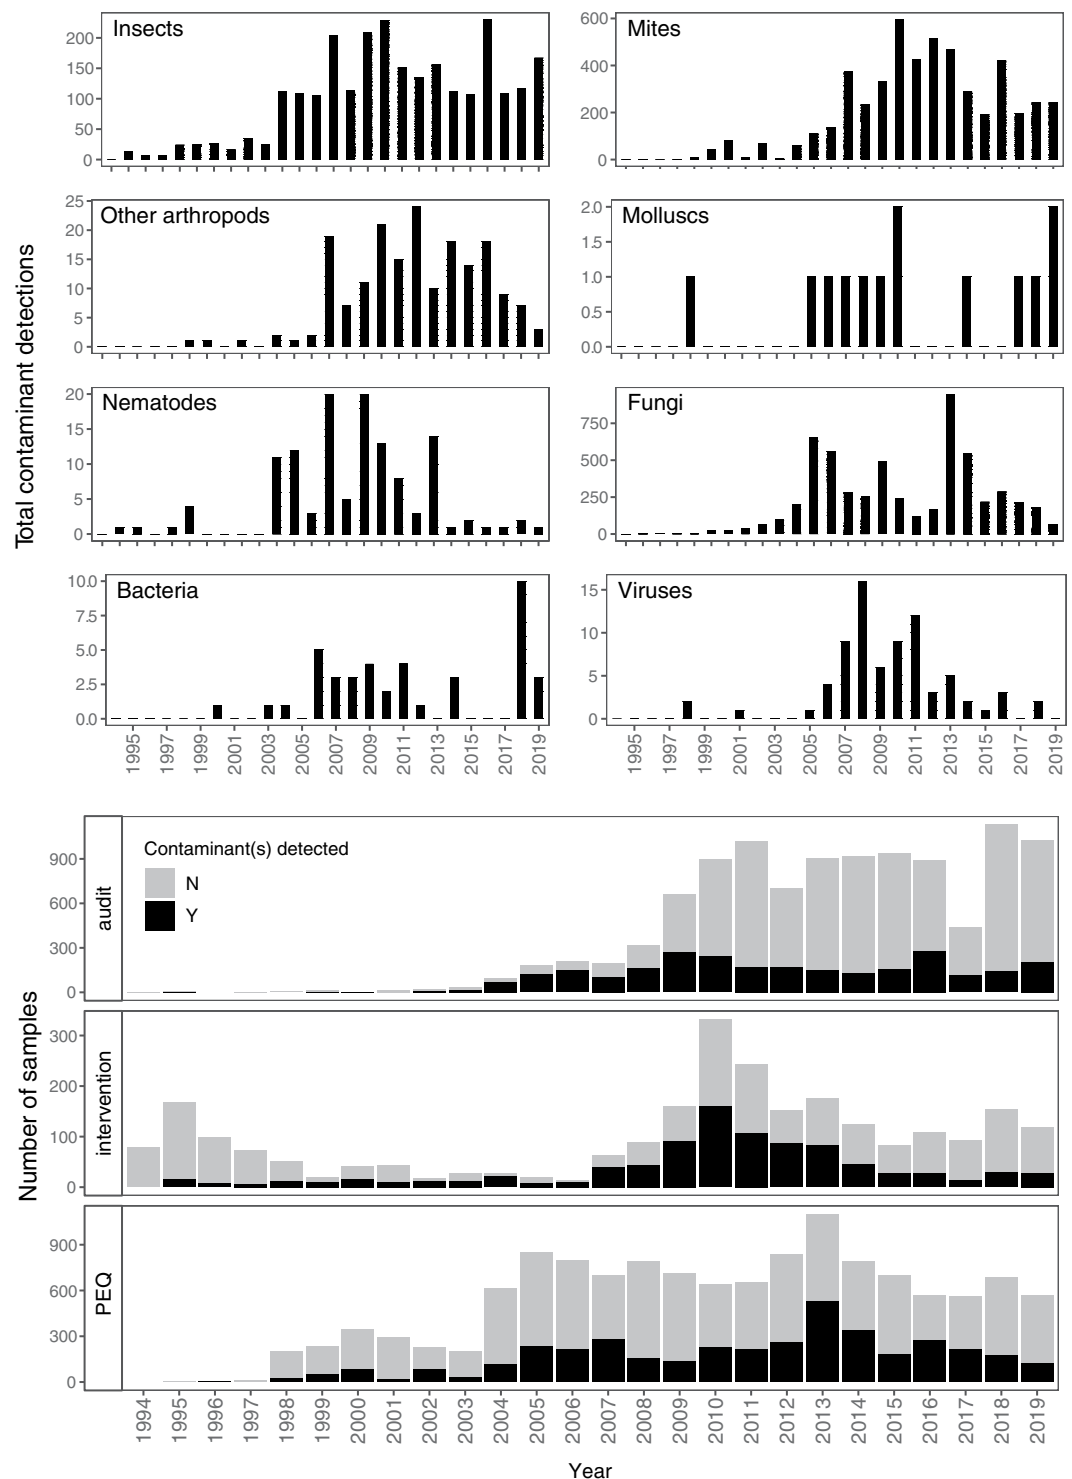 Total contaminant detections
Insects
200
150
100
50
0
Mites
600
400
200
0
Other arthropods
25
20
15
10
5
0
Molluscs
2.0
1.5
1.0
0.5
0.0
Nematodes
20
15
10
5
0
Fungi
750
500
250
0
Bacteria
10.0
7.5
5.0
2.5
0.0
1995 1997 1999 2001 2003 2005 2007 2009 2011 2013 2015 2017 2019
Viruses
15
10
5
0
1995 1997 1999 2001 2003 2005 2007 2009 2011 2013 2015 2017 2019
Number of samples
audit
900
600
300
0
Contaminant(s) detected
N
Y
intervention
300
200
100
0
PEQ
900
600
300
0
1994 1995 1996 1997 1998 1999 2000 2001 2002 2003 2004 2005 2006 2007 2008 2009 2010 2011 2012 2013 2014 2015 2016 2017 2018 2019
Year